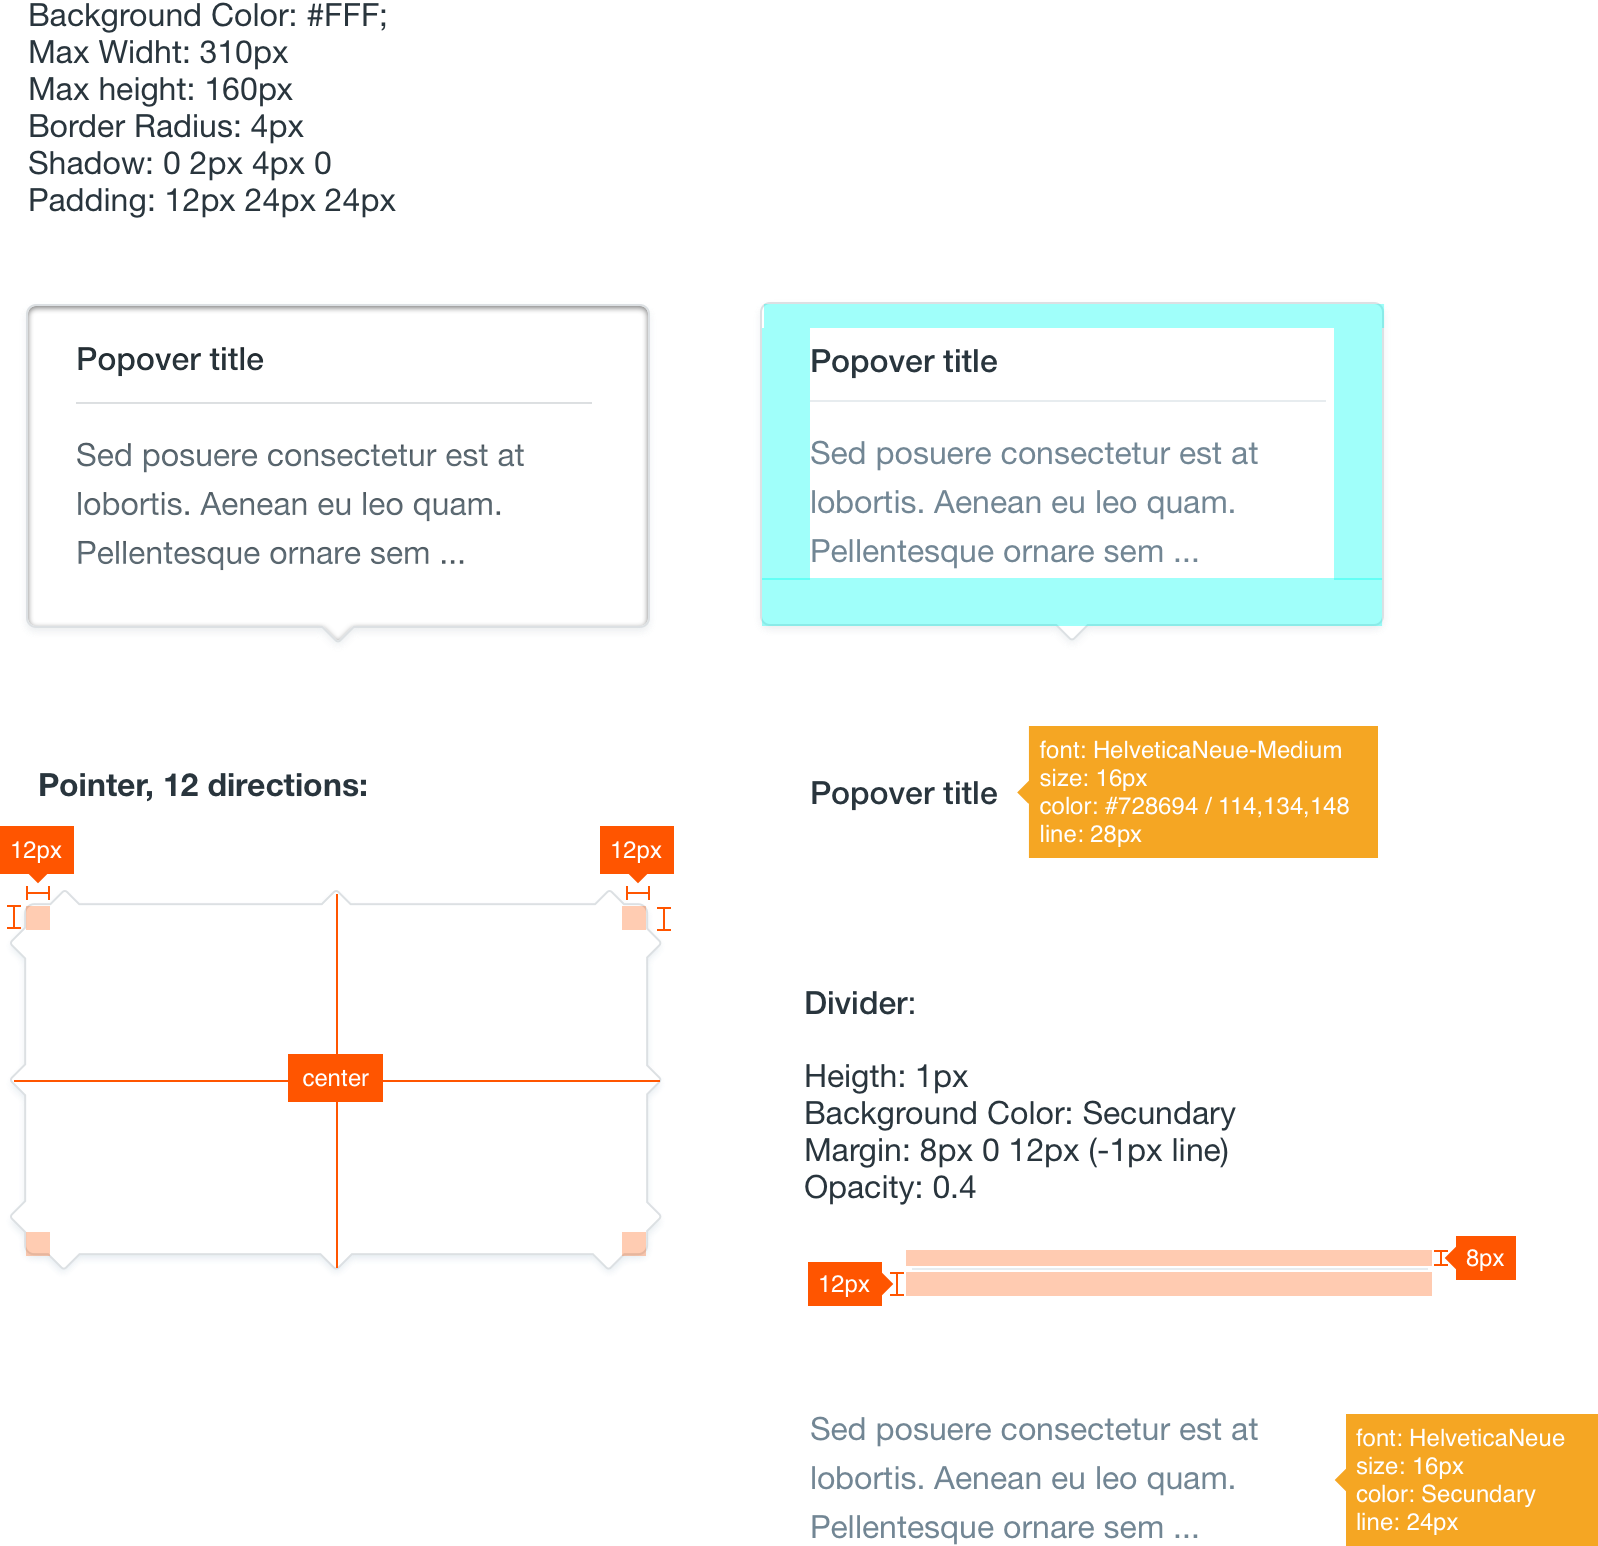 Background Color: #FFF;
Max Widht: 310px
Max height: 160px
Border Radius: 4px
Shadow: 0 2px 4px 0
Padding: 12px 24px 24px
Popover title
Sed posuere consectetur est at
lobortis. Aenean eu leo quam.
Pellentesque ornare sem ...
Popover title
Sed posuere consectetur est at
lobortis. Aenean eu leo quam.
Pellentesque ornare sem ...
Pointer, 12 directions:
12px
12px
center
Popover title
font: HelveticaNeue-Medium
size: 16px
color: #728694 / 114,134,148
line: 28px
Divider:
Heigth: 1px
Background Color: Secundary
Margin: 8px 0 12px (-1px line)
Opacity: 0.4
8px
12px
Sed posuere consectetur est at
lobortis. Aenean eu leo quam.
Pellentesque ornare sem ...
font: HelveticaNeue
size: 16px
color: Secundary
line: 24px